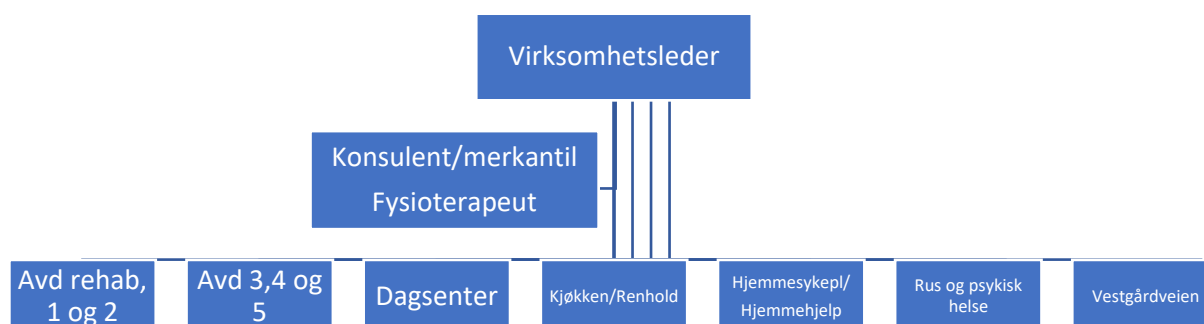 Virksomhetsleder
Konsulent/merkantil
Fysioterapeut
Avd rehab,
1 og 2
Avd 3,4 og
5
Dagsenter
Kjøkken/Renhold
Hjemmesykepl/
Hjemmehjelp
Rus og psykisk
helse
Vestgårdveien